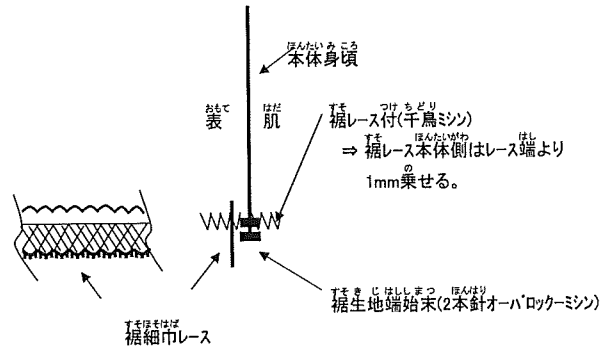 本体身頃
表 肌
裾レース付(千鳥ミシン)
⇒ 裾レース本体側はレース端より
1mm乗せる。
裾生地端始末(2本針オーバーロックーミシン)
裾細巾レース